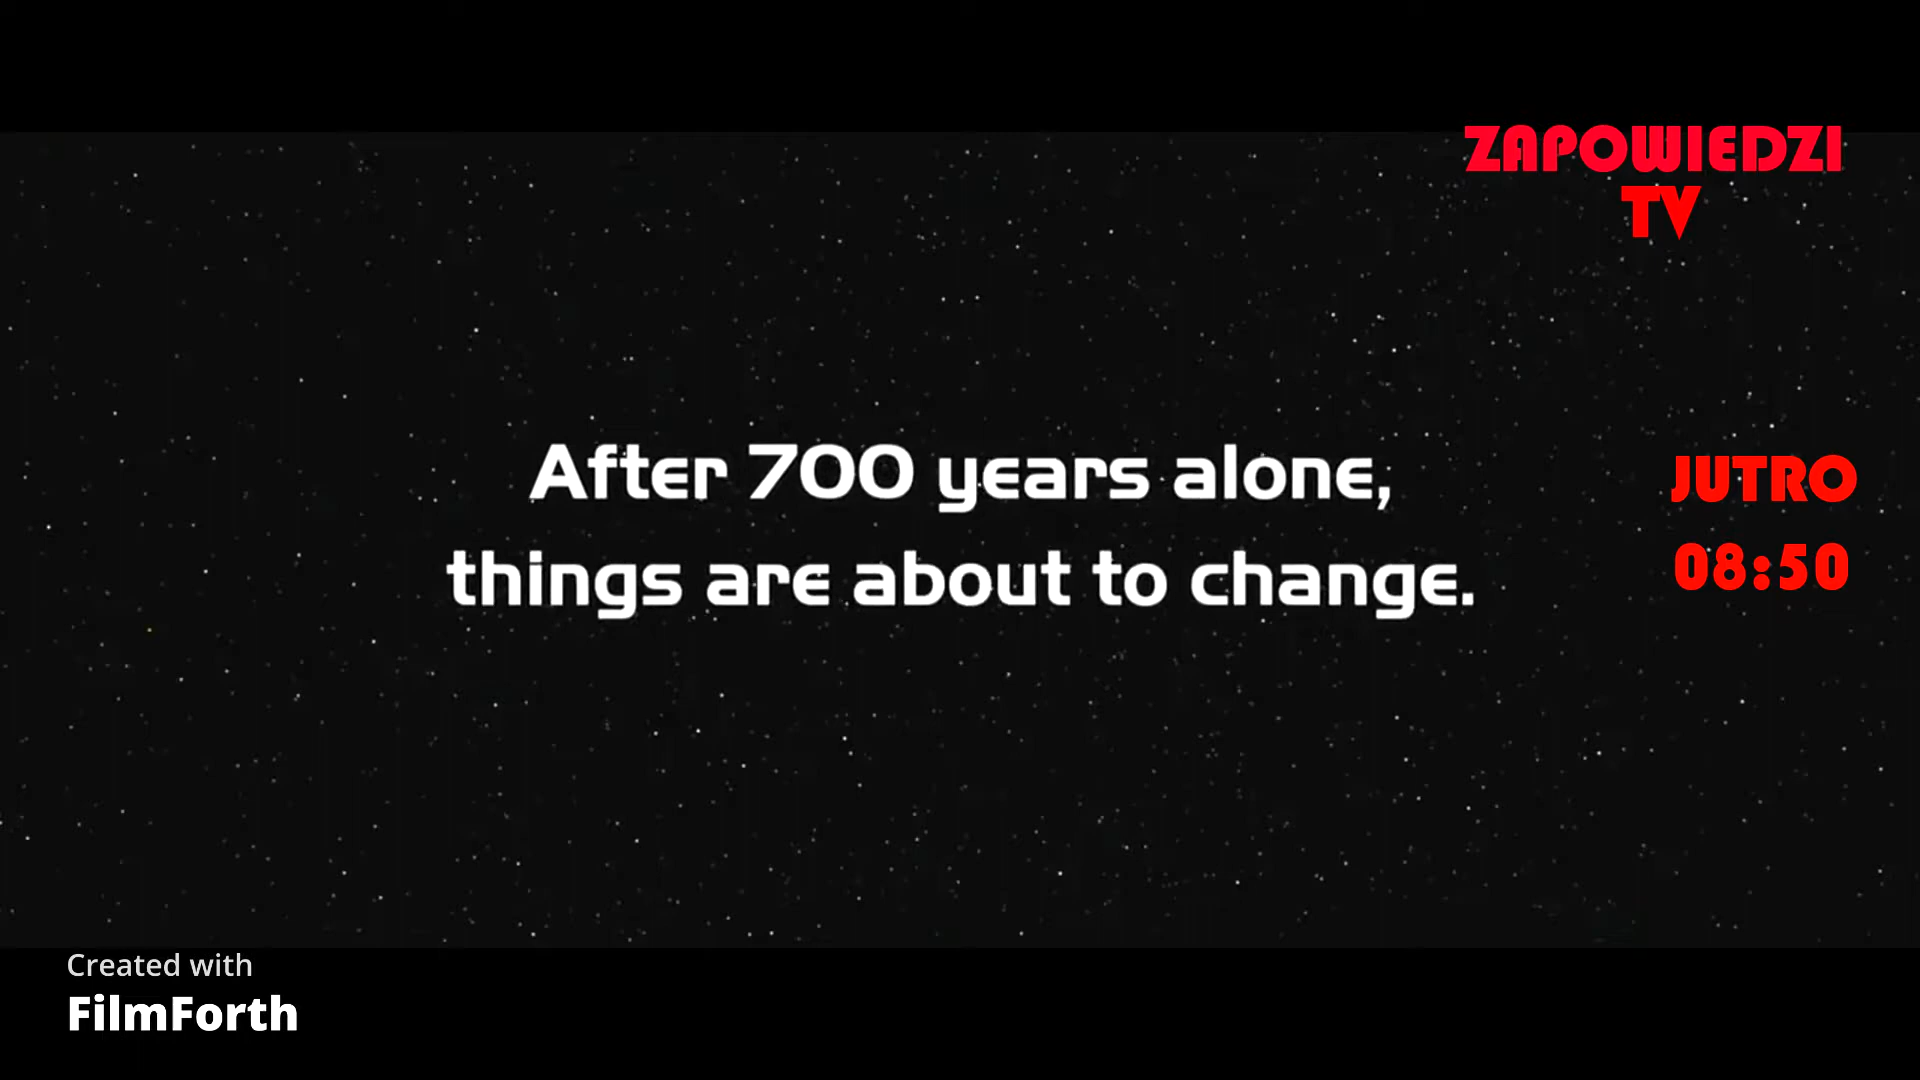 ZAPOWIEDZI
TV
After 700 years alone,
things are about to change.
JUTRO
08:50
Created with
FilmForth